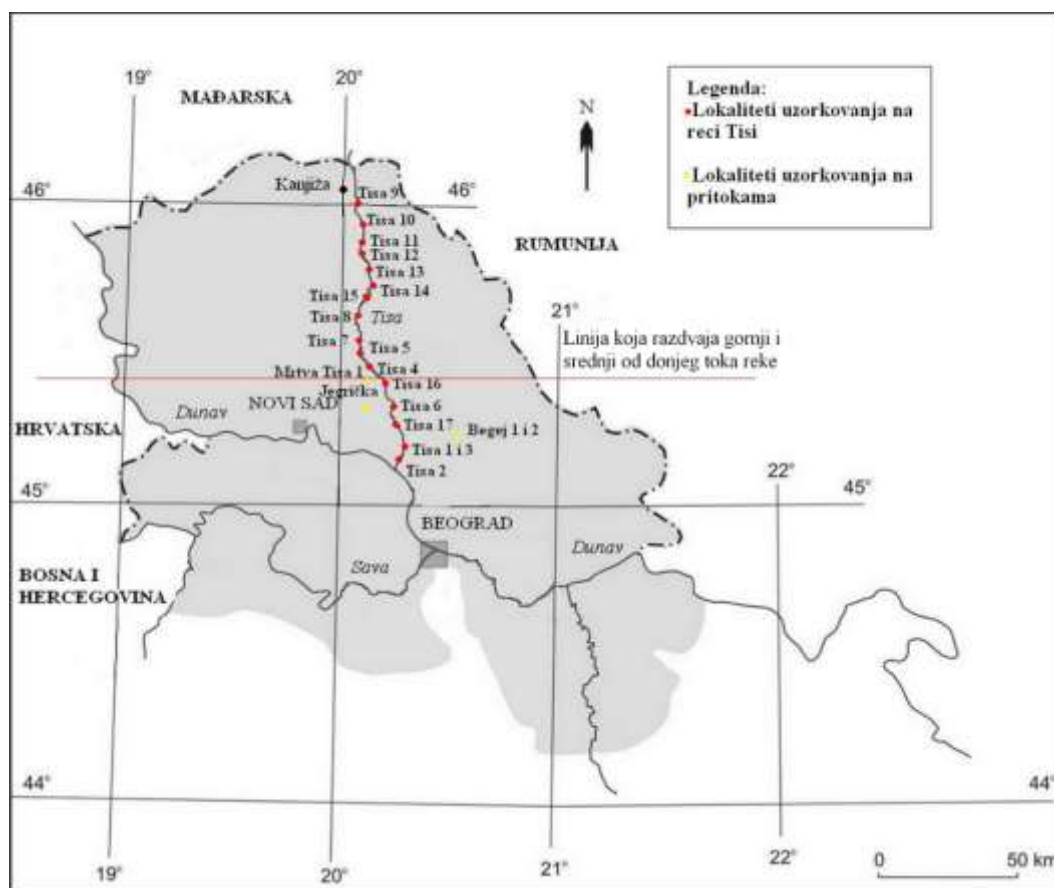 19°
20°
MAĐARSKA
Legenda:
Lokaliteti uzorkovanja na
reci Tisi
Lokaliteti uzorkovanja na
pritokama
N
46°
Kanjiža
46°
Tisa 9
Tisa 10
Tisa 11
Tisa 12
RUMUNIJA
Tisa 13
Tisa 14
Tisa 15
Tisa 8
Tisa
21°
Linija koja razdvaja gornji i
srednji od donjeg toka reke
Tisa 7
Tisa 5
Mrtva Tisa 1
Tisa 4
Tisa 16
Jegrička
NOVI SAD
Dunav
Tisa 6
HRVATSKA
Tisa 17
Begej 1 i 2
Tisa 1 i 3
Tisa 2
22°
45°
45°
BEOGRAD
Dunav
Sava
BOSNA I
HERCEGOVINA
44°
44°
19°
20°
21°
22°
0
50 km